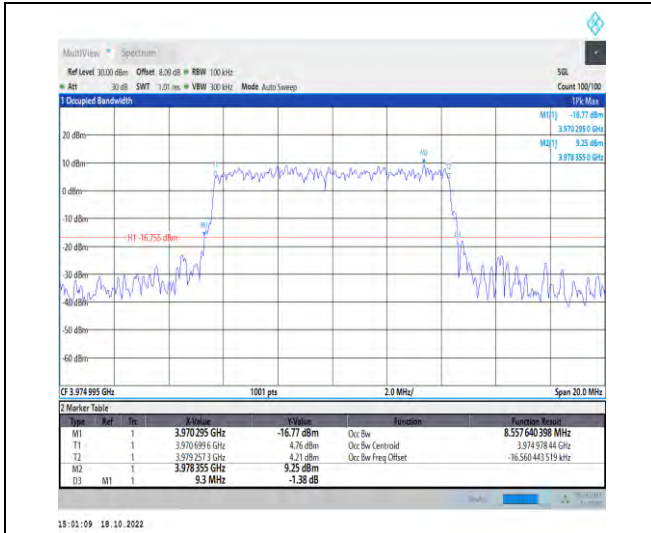 MultiView Spectrum
Ref Level 30.00 dBm Offset 8.09 dB RBW 100 kHz SGL
Att 30 dB SWT 1.01 ms VBW 300 kHz Mode Auto Sweep Count 100/100
1 Occupied Bandwidth 1Pk Max
M1[1] -16.77 dBm
3.970 295 0 GHz
M2[1] 9.25 dBm
3.978 355 0 GHz
20 dBm
10 dBm
M2
T1 T2
0 dBm
-10 dBm
M1
H1 -16.755 dBm
D3
-20 dBm
-30 dBm
-40 dBm
-50 dBm
-60 dBm
CF 3.974 995 GHz 1001 pts 2.0 MHz/ Span 20.0 MHz
2 Marker Table
Type Ref Trc X-Value Y-Value Function Function Result
M1 1 3.970 295 GHz -16.77 dBm Occ Bw 8.557 640 398 MHz
T1 1 3.970 699 6 GHz 4.76 dBm Occ Bw Centroid 3.974 978 44 GHz
T2 1 3.979 257 3 GHz 4.21 dBm Occ Bw Freq Offset -16.560 443 519 kHz
M2 1 3.978 355 GHz 9.25 dBm
D3 M1 1 9.3 MHz -1.38 dB
15:01:09 18.10.2022